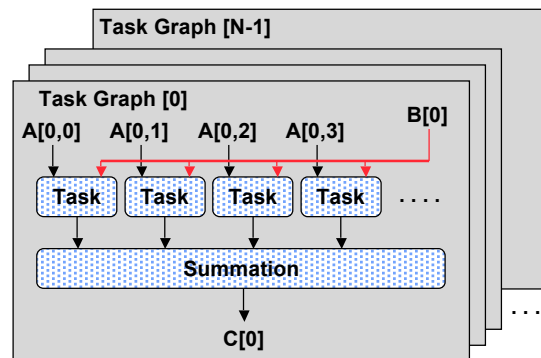 Task Graph [N-1]
Task Graph [0]
B[0]
A[0,0] A[0,1] A[0,2] A[0,3]
Task Task Task Task . . . .
Summation
. . .
C[0]